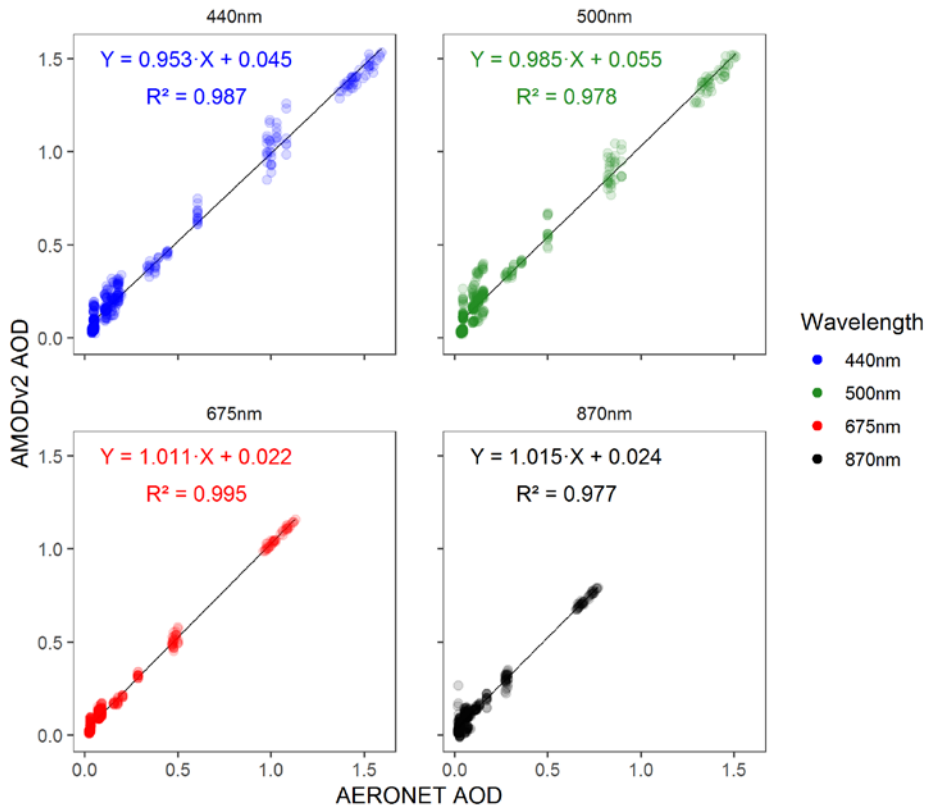 440nm
500nm
Y = 0.953·X + 0.045
R² = 0.987
Y = 0.985·X + 0.055
R² = 0.978
1.5
1.0
0.5
0.0
675nm
870nm
Y = 1.011·X + 0.022
R² = 0.995
Y = 1.015·X + 0.024
R² = 0.977
1.5
1.0
0.5
0.0
0.0 0.5 1.0 1.5
0.0 0.5 1.0 1.5
AMODv2 AOD
AERONET AOD
Wavelength
440nm
500nm
675nm
870nm